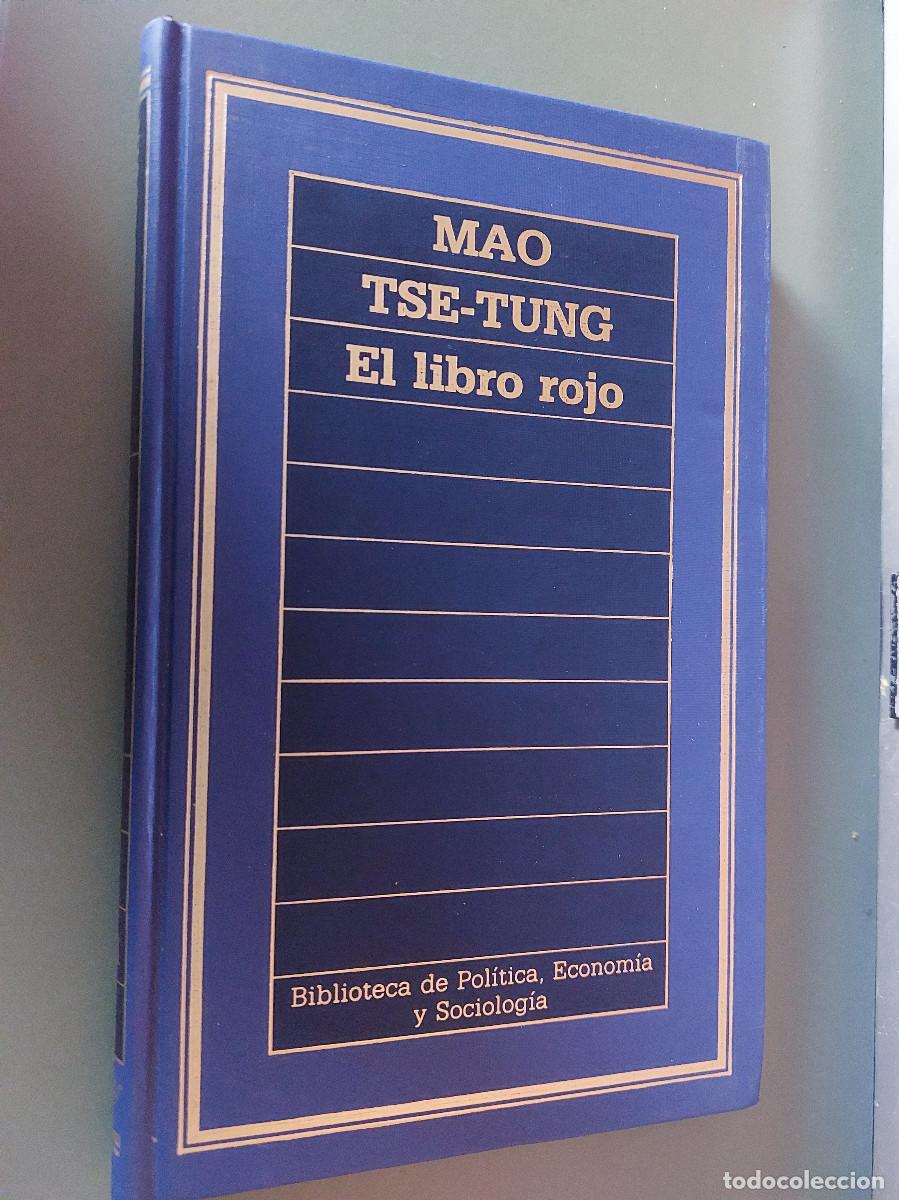 MAO
TSE-TUNG
El libro rojo
Biblioteca de Política, Economía
y Sociología
todocoleccion